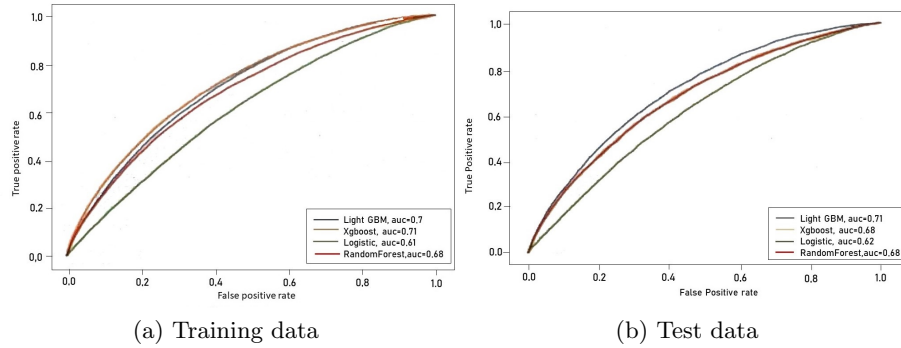 1.0
0.8
0.6
0.4
0.2
0,0
True positive rate
0.0
0.2
0.4
0.6
0.8
1.0
False positive rate
Light GBM, auc=0.7
Xgboost, auc=0.71
Logistic, auc=0.61
RandomForest,auc=0.68
(a) Training data
1.0
0.8
0.6
0.4
0.2
0.0
True Positive rate
0.0
0.2
0.4
0.6
0.8
1.0
False Positive rate
Light GBM, auc=0.71
Xgboost, auc=0.68
Logistic, auc=0.62
RandomForest,auc=0.68
(b) Test data